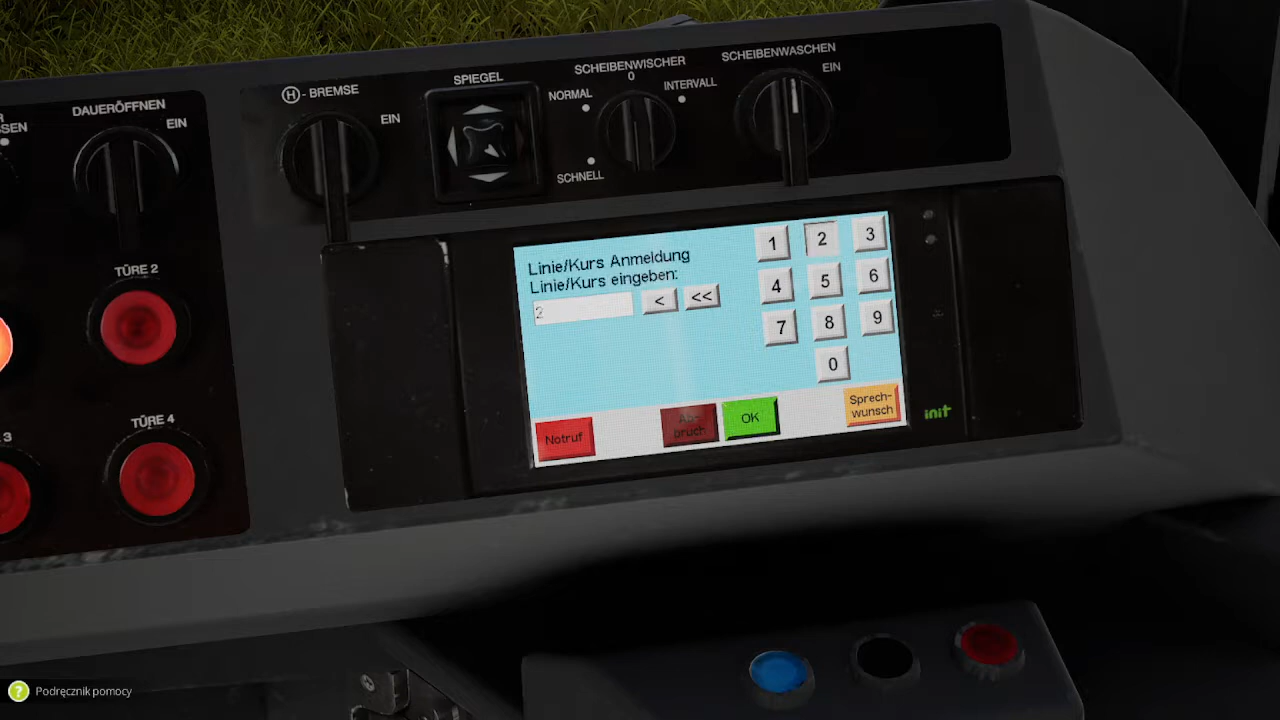 SSEN
DAUERÖFFNEN
EIN
H - BREMSE
EIN
SPIEGEL
SCHEIBENWISCHER
0
NORMAL
INTERVALL
SCHNELL
SCHEIBENWASCHEN
EIN
TÜRE 2
TÜRE 4
3
Linie/Kurs Anmeldung
Linie/Kurs eingeben:
2
<
<<
1 2 3
4 5 6
7 8 9
0
Notruf
Ab-
bruch
OK
Sprech-
wunsch
init
? Podręcznik pomocy